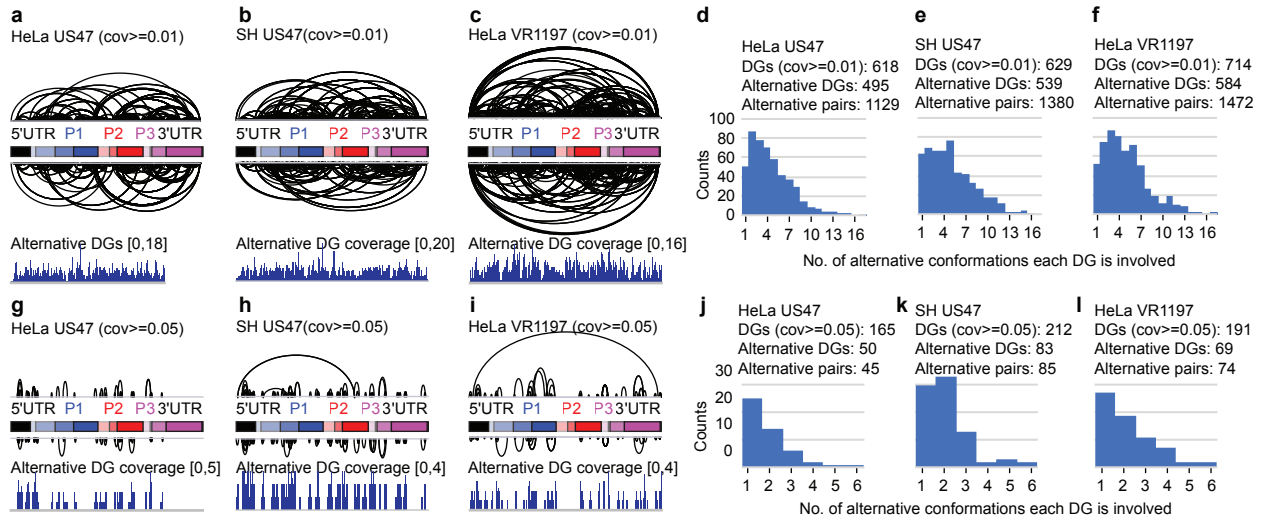 a
HeLa US47 (cov>=0.01)
5'UTR P1 P2 P3 3'UTR
Alternative DGs [0,18]
b
SH US47(cov>=0.01)
5'UTR P1 P2 P3 3'UTR
Alternative DG coverage [0,20]
c
HeLa VR1197 (cov>=0.01)
5'UTR P1 P2 P3 3'UTR
Alternative DG coverage [0,16]
d
HeLa US47
DGs (cov>=0.01): 618
Alternative DGs: 495
Alternative pairs: 1129
100
80
60
40
20
0
Counts
1 4 7 10 13 16
e
SH US47
DGs (cov>=0.01): 629
Alternative DGs: 539
Alternative pairs: 1380
1 4 7 10 13 16
f
HeLa VR1197
DGs (cov>=0.01): 714
Alternative DGs: 584
Alternative pairs: 1472
1 4 7 10 13 16
No. of alternative conformations each DG is involved
g
HeLa US47 (cov>=0.05)
5'UTR P1 P2 P3 3'UTR
Alternative DG coverage [0,5]
h
SH US47(cov>=0.05)
5'UTR P1 P2 P3 3'UTR
Alternative DG coverage [0,4]
i
HeLa VR1197 (cov>=0.05)
5'UTR P1 P2 P3 3'UTR
Alternative DG coverage [0,4]
j
HeLa US47
DGs (cov>=0.05): 165
Alternative DGs: 50
Alternative pairs: 45
30
20
10
0
Counts
1 2 3 4 5 6
k
SH US47
DGs (cov>=0.05): 212
Alternative DGs: 83
Alternative pairs: 85
1 2 3 4 5 6
l
HeLa VR1197
DGs (cov>=0.05): 191
Alternative DGs: 69
Alternative pairs: 74
1 2 3 4 5 6
No. of alternative conformations each DG is involved